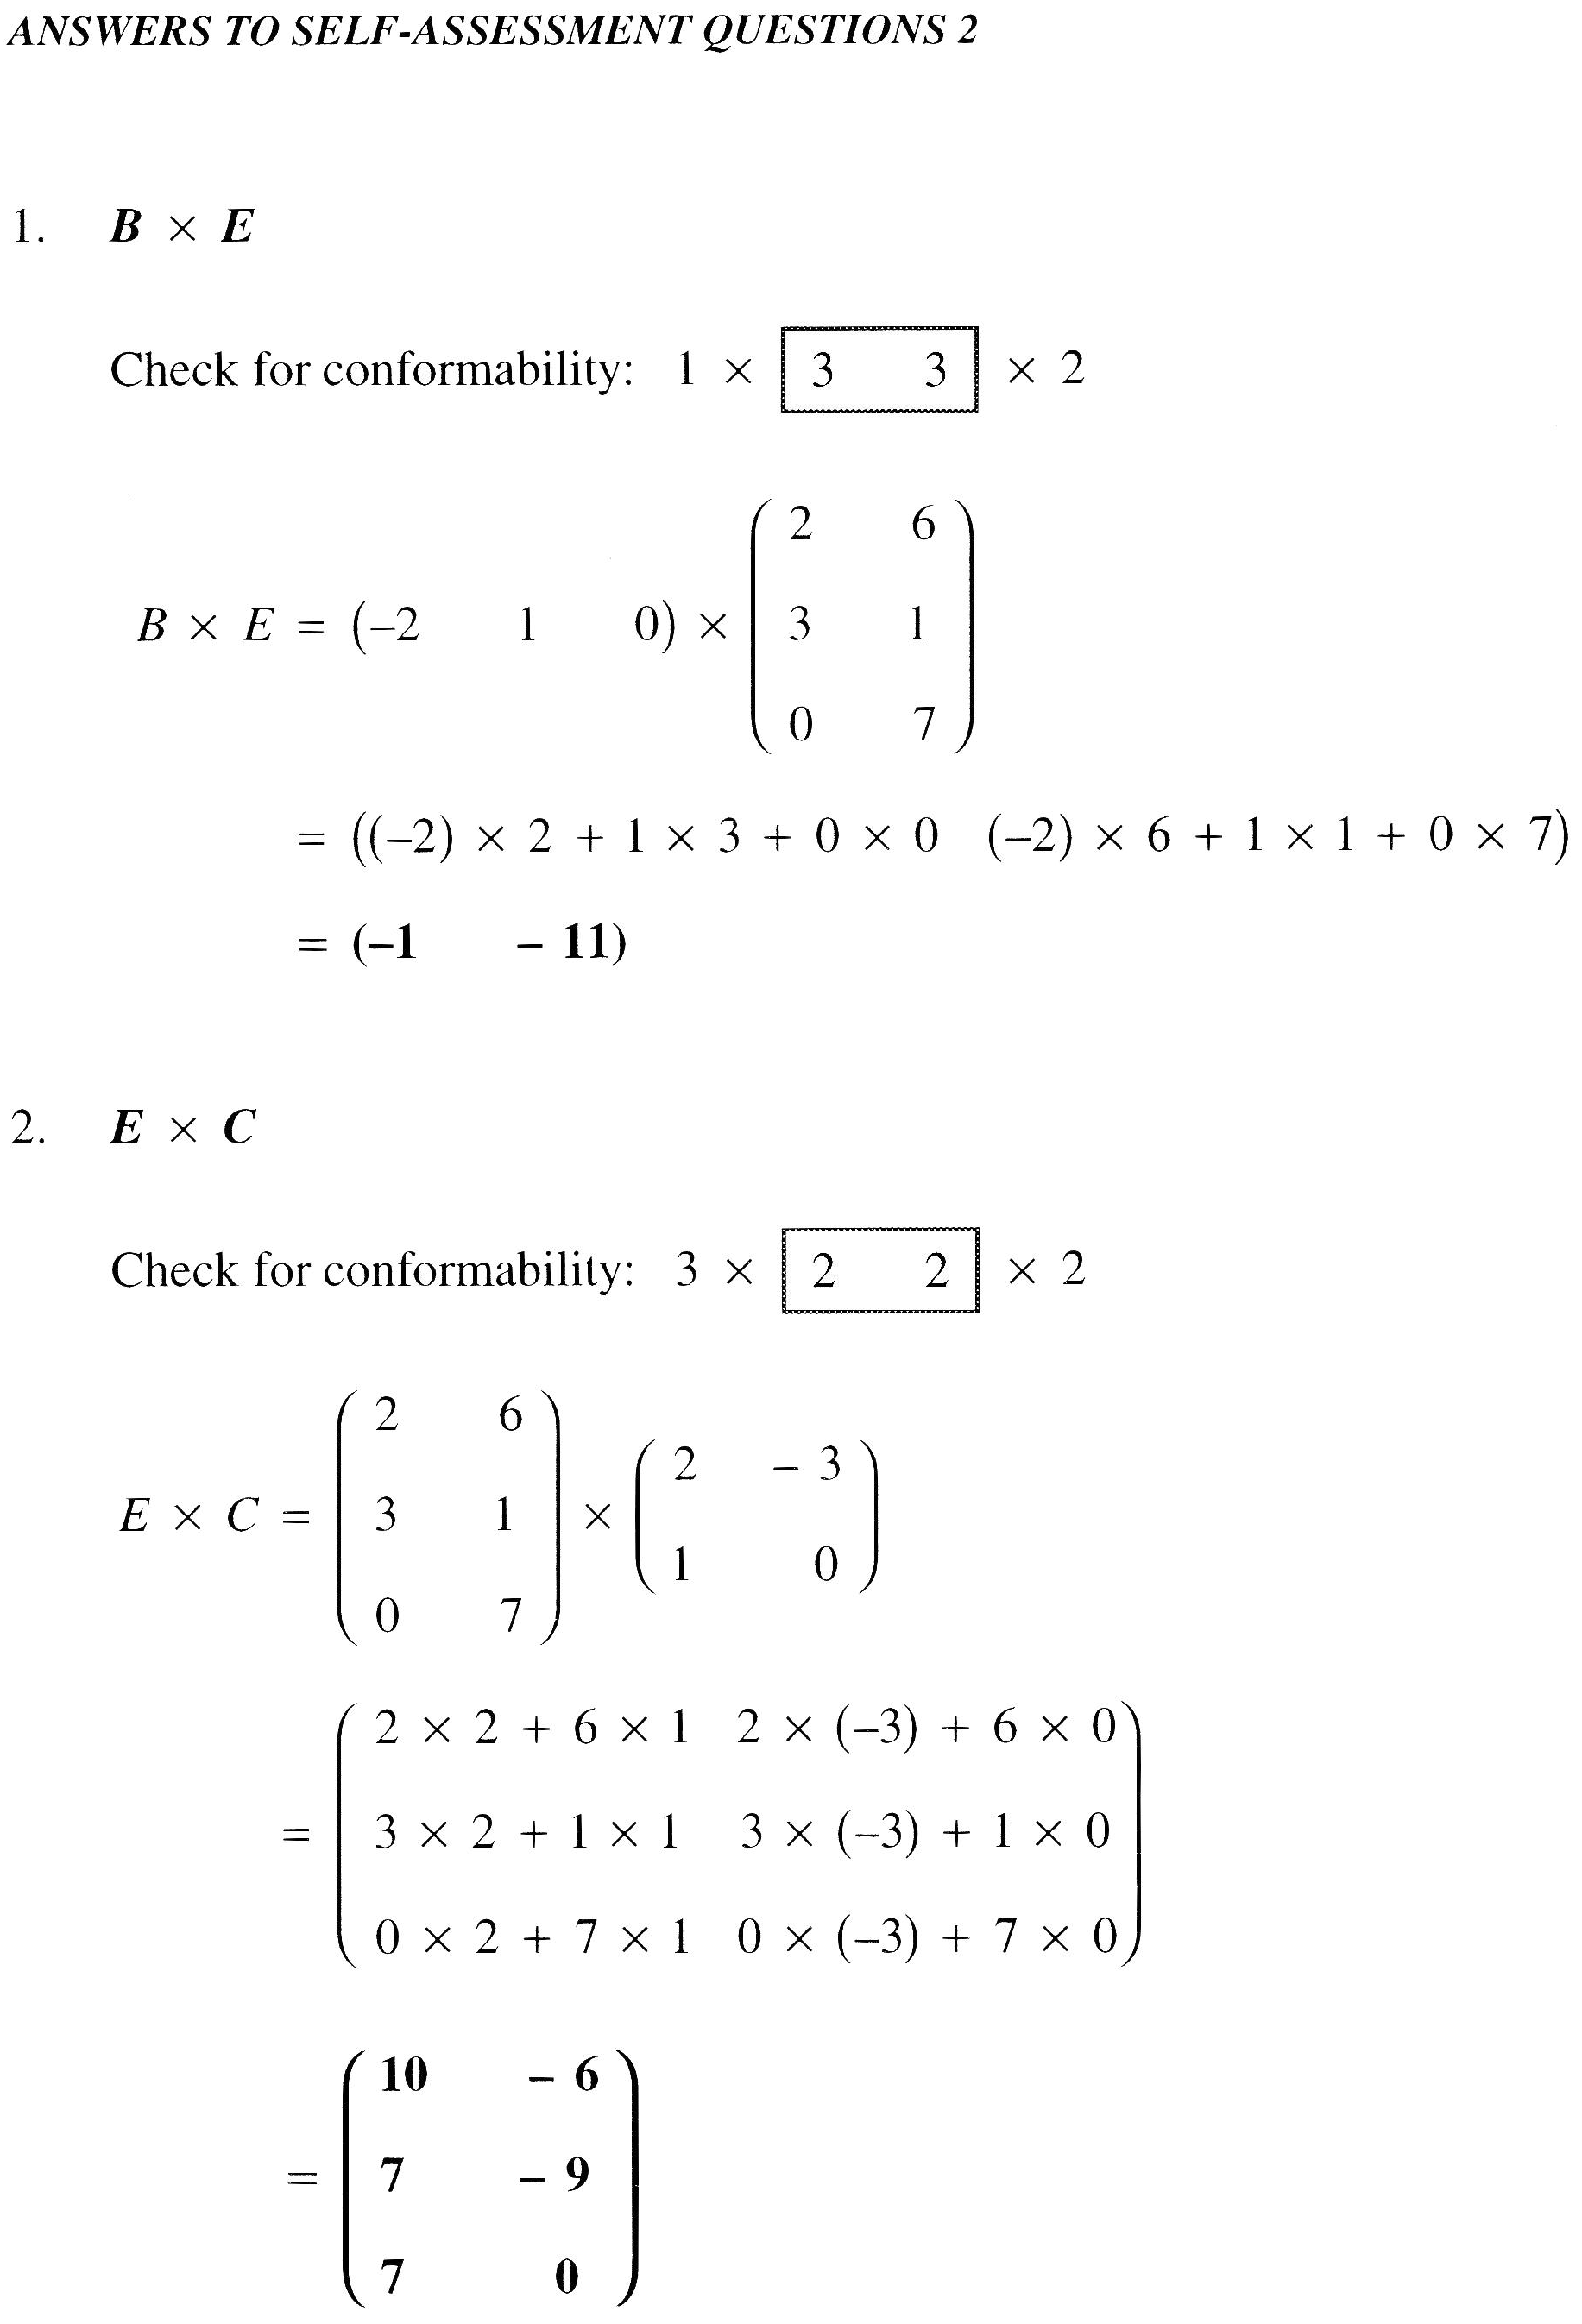 ANSWERS TO SELF-ASSESSMENT QUESTIONS 2
1. B × E
Check for conformability: 1 × 3 3 × 2
2 6
B × E = (–2 1 0) × 3 1
0 7
= ((–2) × 2 + 1 × 3 + 0 × 0 (–2) × 6 + 1 × 1 + 0 × 7)
= (–1 – 11)
2. E × C
Check for conformability: 3 × 2 2 × 2
2 6
2 – 3
E × C = 3 1 ×
1 0
0 7
2 × 2 + 6 × 1 2 × (–3) + 6 × 0
= 3 × 2 + 1 × 1 3 × (–3) + 1 × 0
0 × 2 + 7 × 1 0 × (–3) + 7 × 0
10 – 6
= 7 – 9
7 0